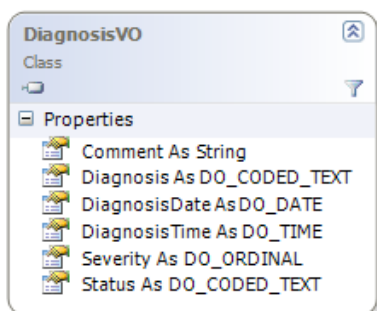 DiagnosisVO
Class
Properties
Comment As String
Diagnosis As DO_CODED_TEXT
DiagnosisDate As DO_DATE
DiagnosisTime As DO_TIME
Severity As DO_ORDINAL
Status As DO_CODED_TEXT